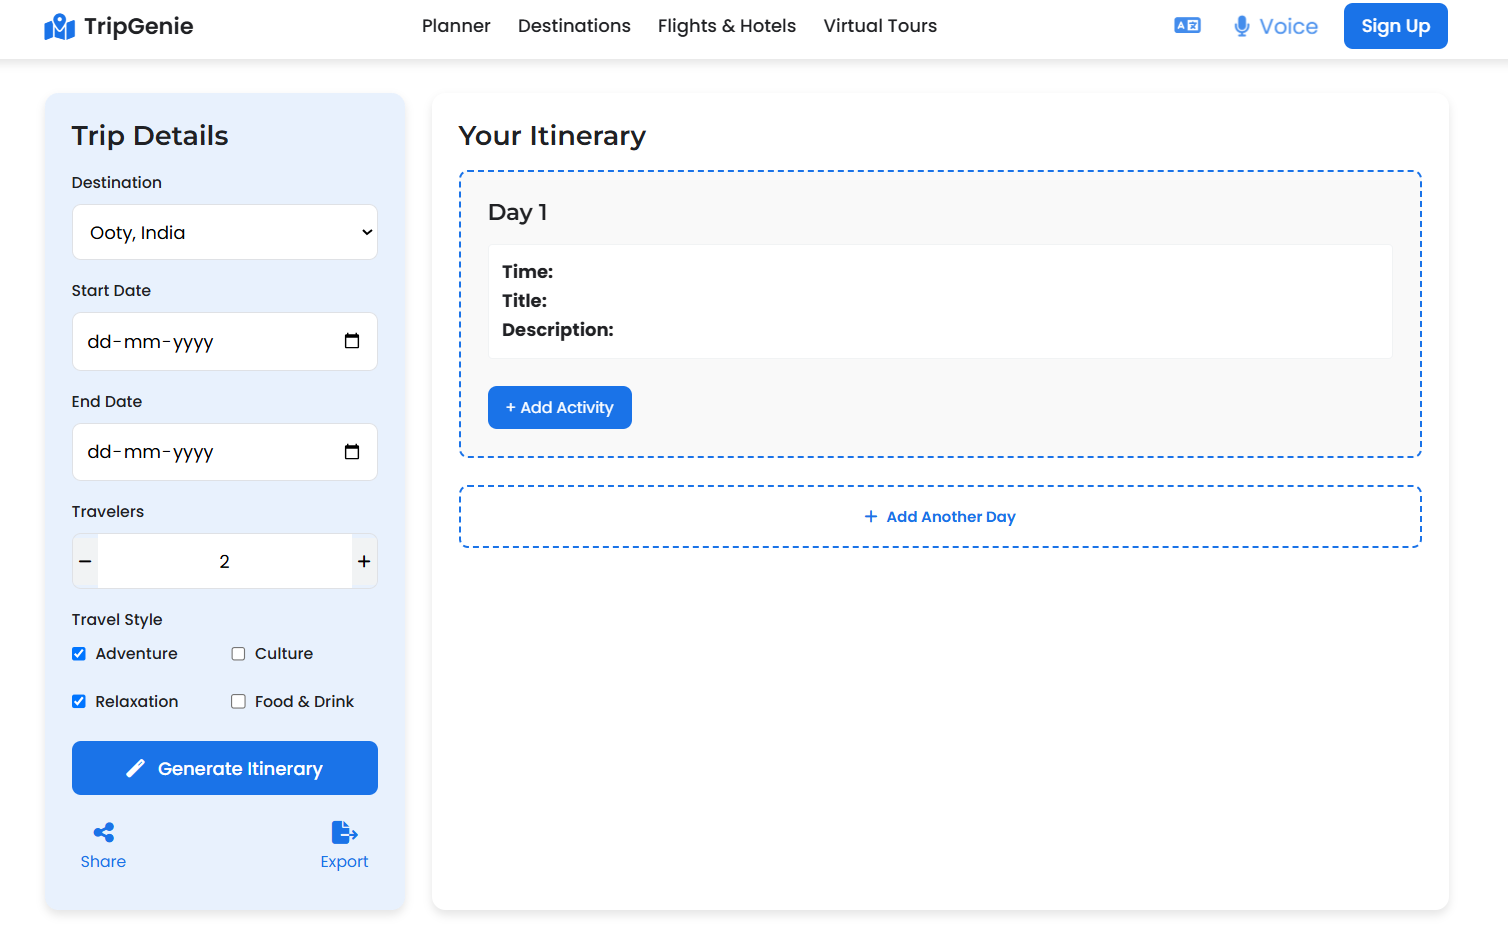 TripGenie
Planner Destinations Flights & Hotels Virtual Tours
Voice
Sign Up
Trip Details
Destination
Ooty, India
Start Date
dd-mm-yyyy
End Date
dd-mm-yyyy
Travelers
− 2 +
Travel Style
Adventure Culture
Relaxation Food & Drink
Generate Itinerary
Share Export
Your Itinerary
Day 1
Time:
Title:
Description:
+ Add Activity
+ Add Another Day